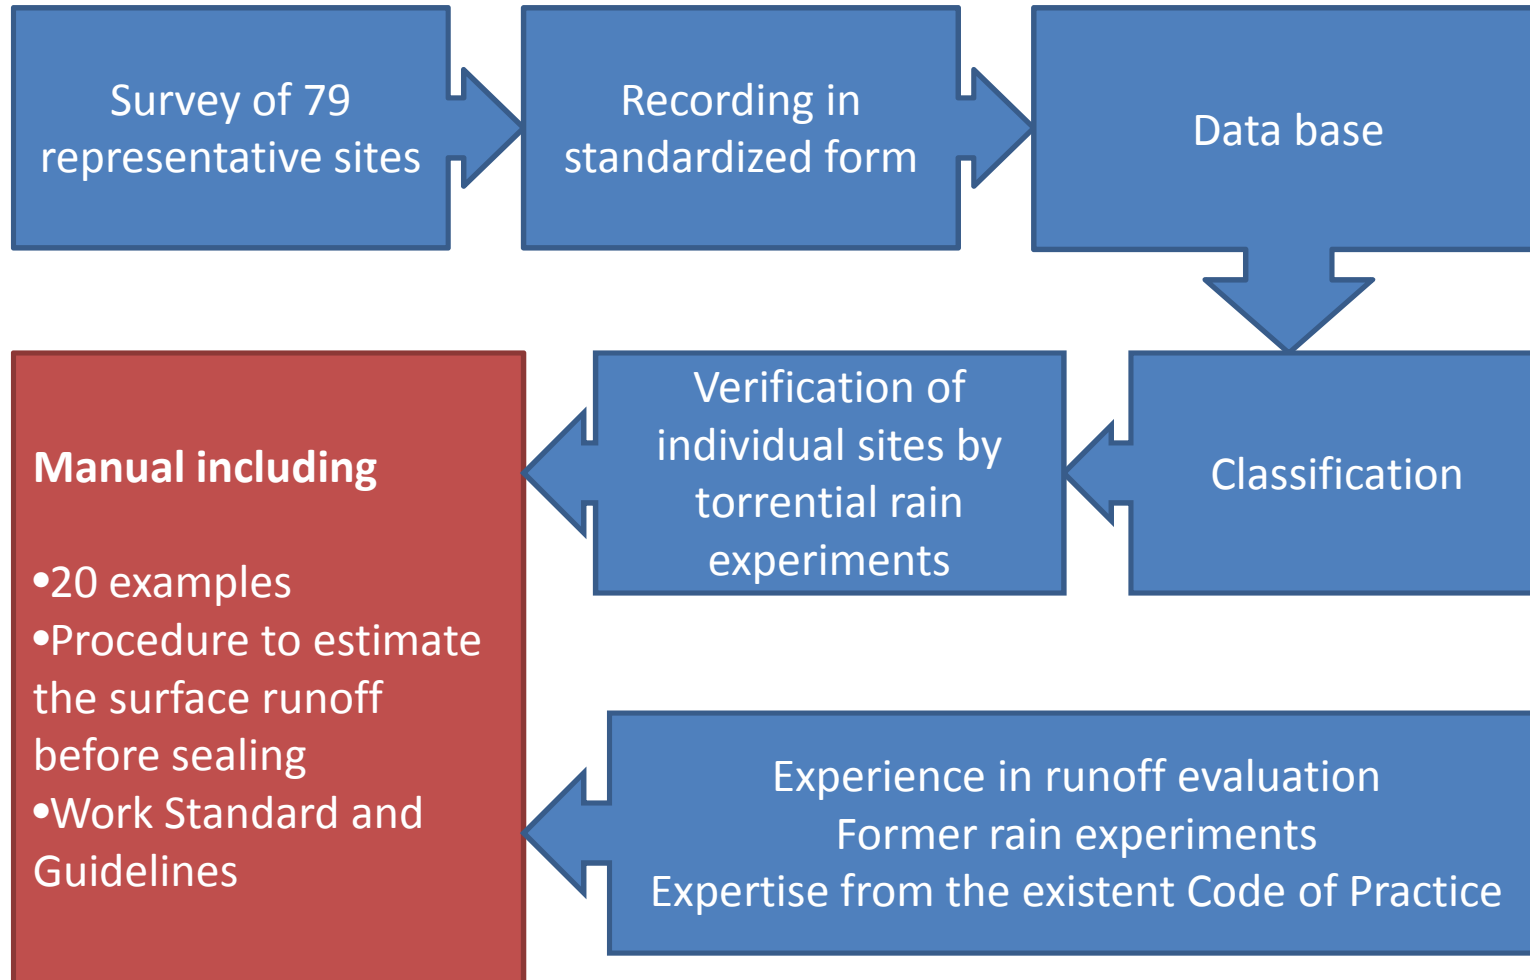 Survey of 79
representative sites
Recording in
standardized form
Data base
Classification
Verification of
individual sites by
torrential rain
experiments
Manual including
•20 examples
•Procedure to estimate
the surface runoff
before sealing
•Work Standard and
Guidelines
Experience in runoff evaluation
Former rain experiments
Expertise from the existent Code of Practice